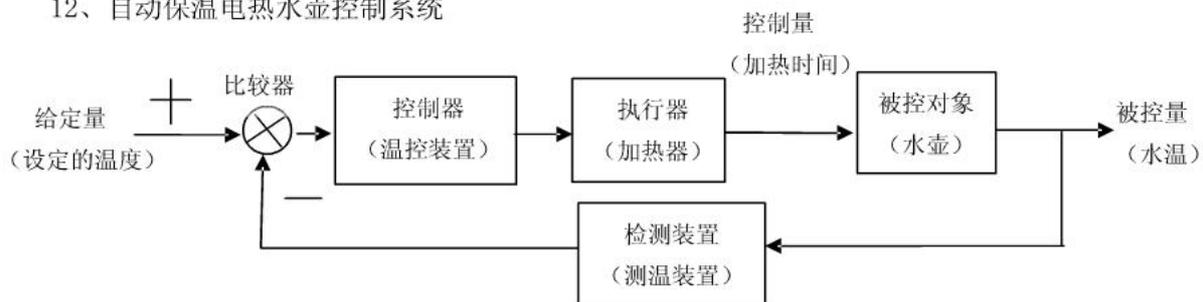 12、自动保温电热水壶控制系统
控制量
（加热时间）
比较器
+
给定量
（设定的温度）
控制器
（温控装置）
执行器
（加热器）
被控对象
（水壶）
被控量
（水温）
—
检测装置
（测温装置）